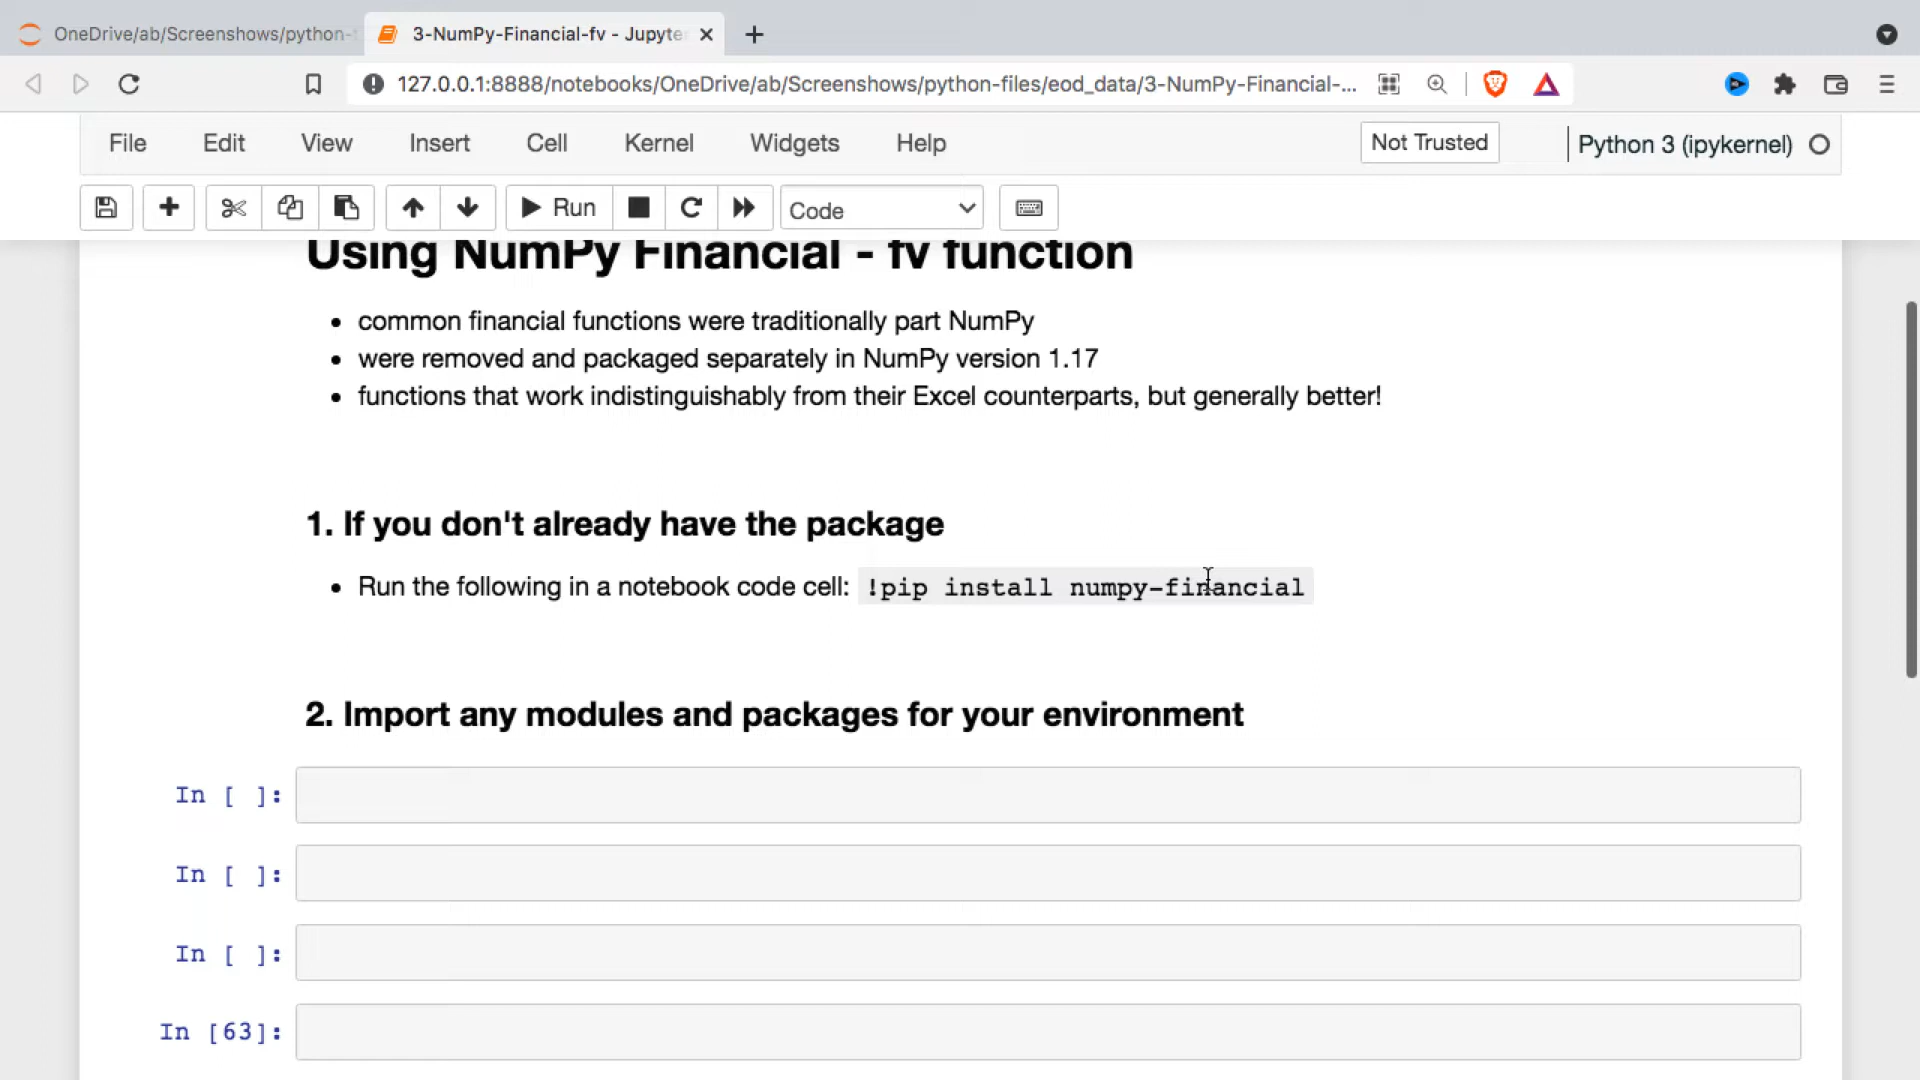 OneDrive/ab/Screenshows/python-
3-NumPy-Financial-fv - Jupyte
127.0.0.1:8888/notebooks/OneDrive/ab/Screenshows/python-files/eod_data/3-NumPy-Financial-...
File Edit View Insert Cell Kernel Widgets Help Not Trusted Python 3 (ipykernel)
Run Code
Using NumPy Financial - fv function
• common financial functions were traditionally part NumPy
• were removed and packaged separately in NumPy version 1.17
• functions that work indistinguishably from their Excel counterparts, but generally better!
1. If you don't already have the package
• Run the following in a notebook code cell: !pip install numpy-financial
2. Import any modules and packages for your environment
In [ ]:
In [ ]:
In [ ]:
In [63]: